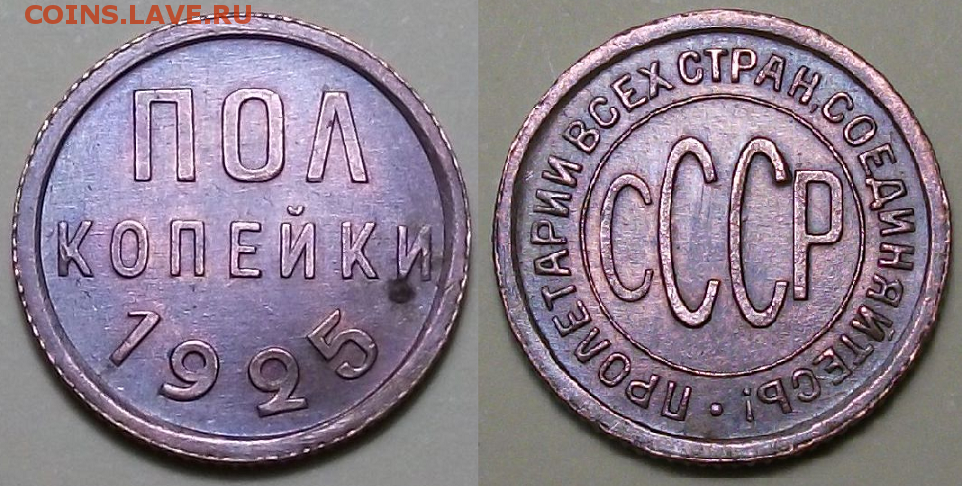 COINS.LAVE.RU
ПОЛ
КОПЕЙКИ
1925
ПРОЛЕТАРИИ ВСЕХ СТРАН, СОЕДИНЯЙТЕСЬ! •
СССР